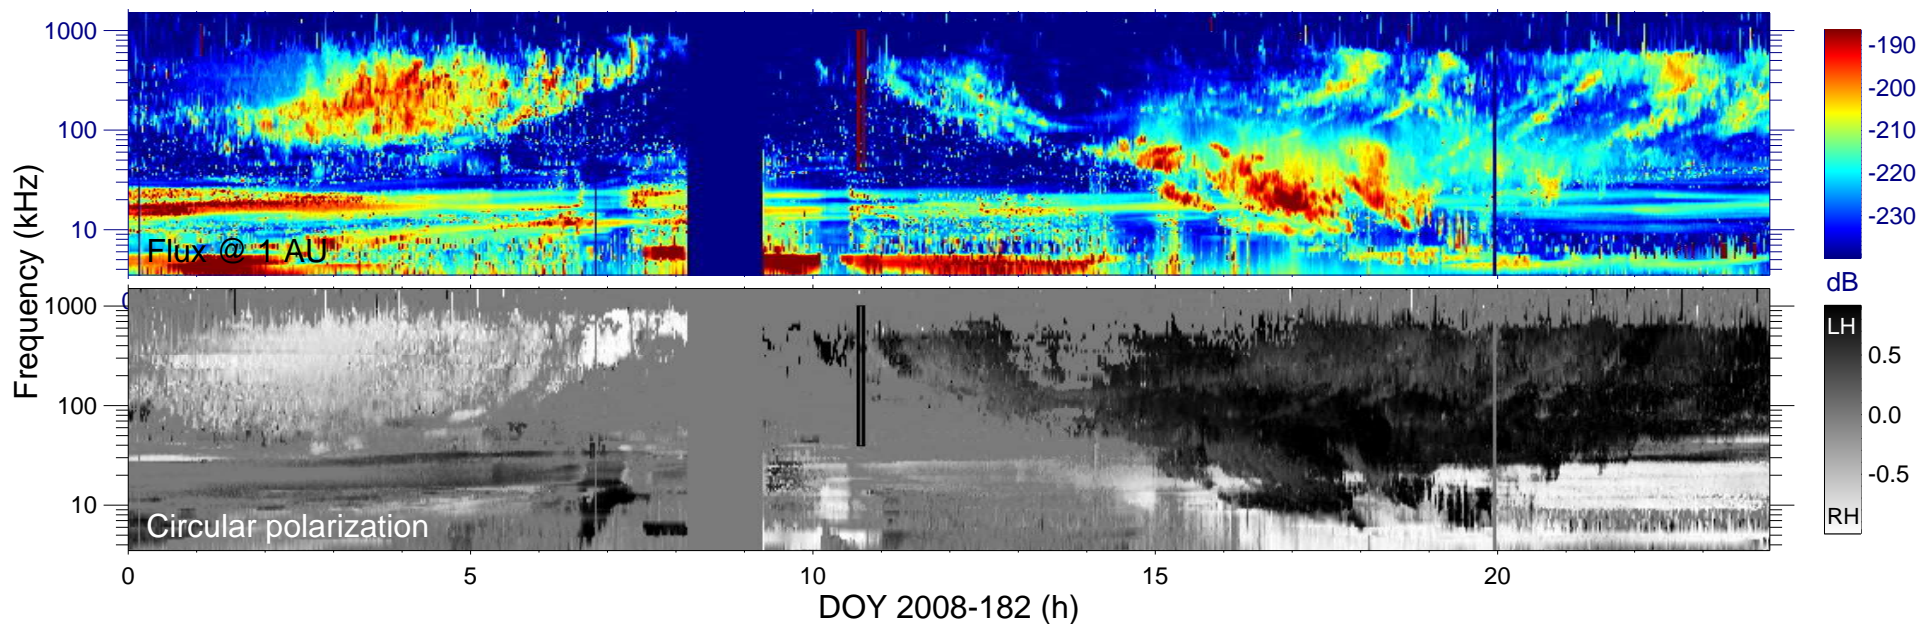 1000
100
10
Frequency (kHz)
Flux @ 1 AU
-190
-200
-210
-220
-230
dB
0
1000
100
10
Circular polarization
LH
0.5
0.0
-0.5
RH
0 5 10 15 20
DOY 2008-182 (h)